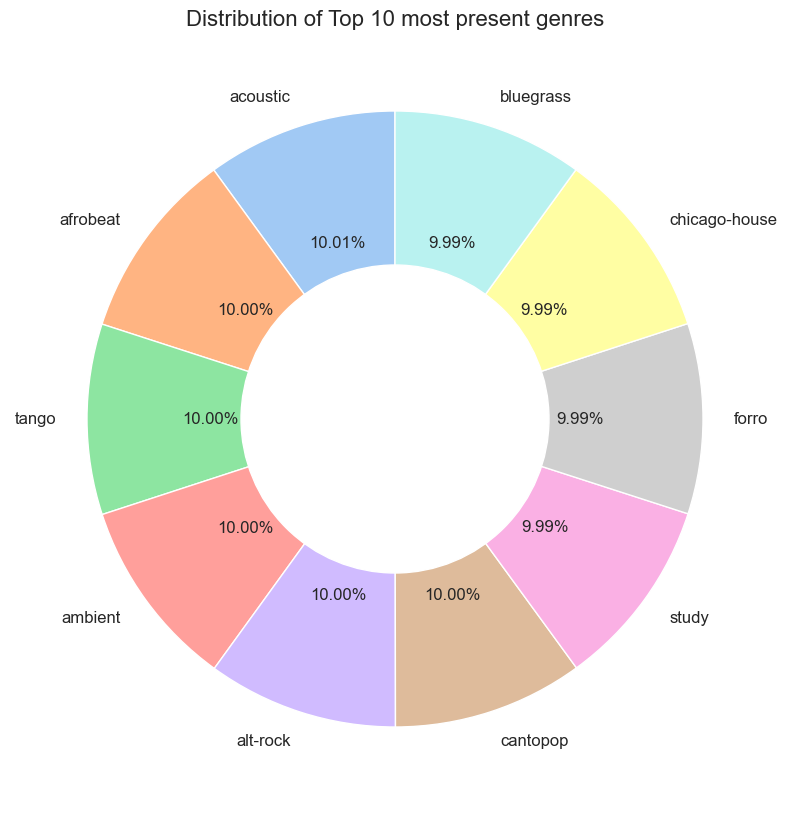 Distribution of Top 10 most present genres
acoustic
bluegrass
afrobeat
chicago-house
10.01%
9.99%
10.00%
9.99%
tango
10.00%
9.99%
forro
10.00%
9.99%
ambient
10.00%
10.00%
study
alt-rock
cantopop